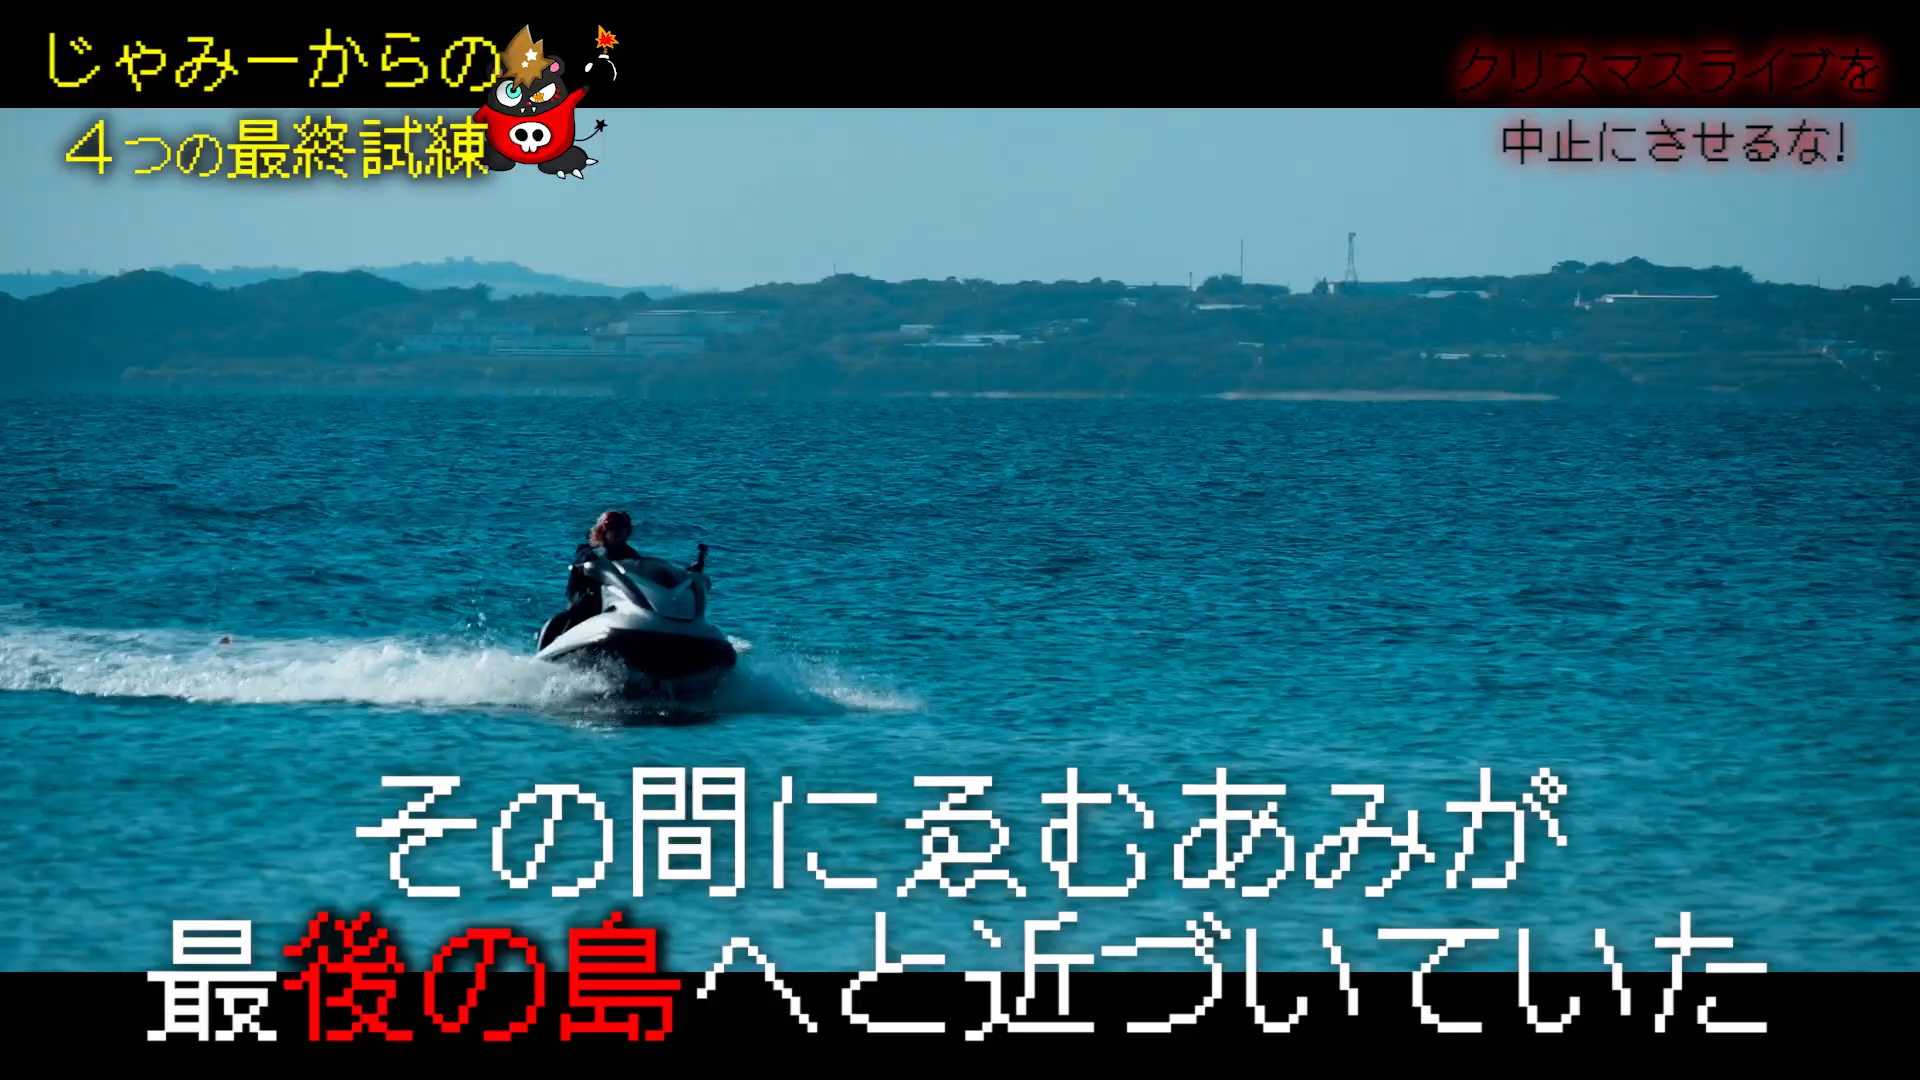 じゃみーからの
4つの最終試練
クリスマスライブを
中止にさせるな!
その間にゑむあみが
最後の島へと近づいていた